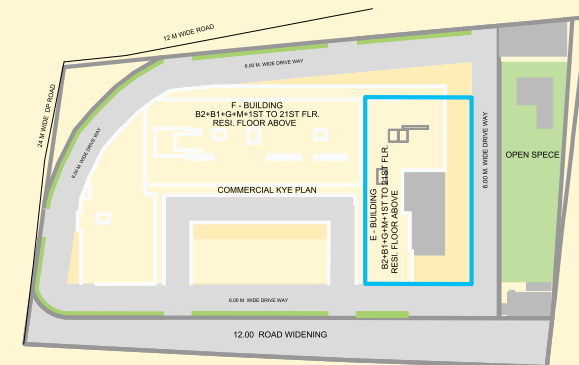 12 M WIDE ROAD
6.00 M. WIDE DRIVE WAY
24 M WIDE DP ROAD
F - BUILDING
B2+B1+G+M+1ST TO 21ST FLR.
RESI. FLOOR ABOVE
6.00 M. WIDE DRIVE WAY
6.00 M. WIDE DRIVE WAY
OPEN SPECE
COMMERCIAL KYE PLAN
E - BUILDING
B2+B1+G+M+1ST TO 21ST FLR.
RESI. FLOOR ABOVE
6.00 M. WIDE DRIVE WAY
12.00 ROAD WIDENING